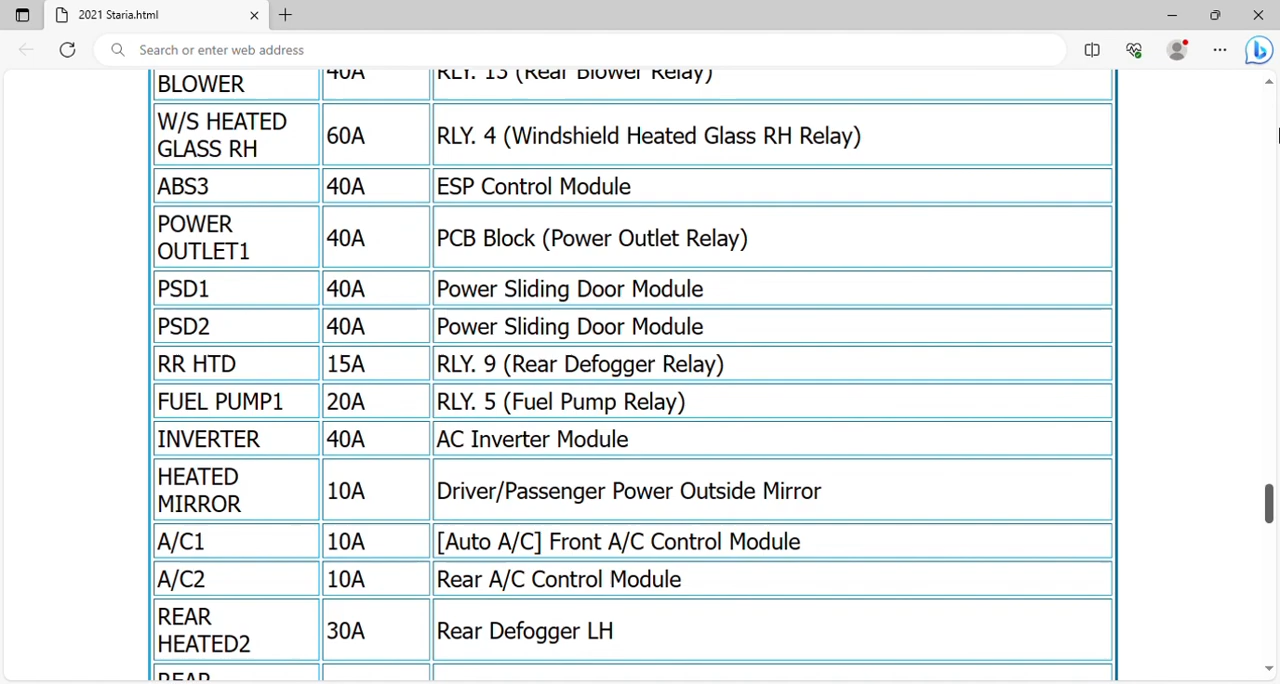 2021 Staria.html
Search or enter web address
BLOWER 40A RLY. 13 (Rear Blower Relay)
W/S HEATED
GLASS RH 60A RLY. 4 (Windshield Heated Glass RH Relay)
ABS3 40A ESP Control Module
POWER
OUTLET1 40A PCB Block (Power Outlet Relay)
PSD1 40A Power Sliding Door Module
PSD2 40A Power Sliding Door Module
RR HTD 15A RLY. 9 (Rear Defogger Relay)
FUEL PUMP1 20A RLY. 5 (Fuel Pump Relay)
INVERTER 40A AC Inverter Module
HEATED
MIRROR 10A Driver/Passenger Power Outside Mirror
A/C1 10A [Auto A/C] Front A/C Control Module
A/C2 10A Rear A/C Control Module
REAR
HEATED2 30A Rear Defogger LH
REAR